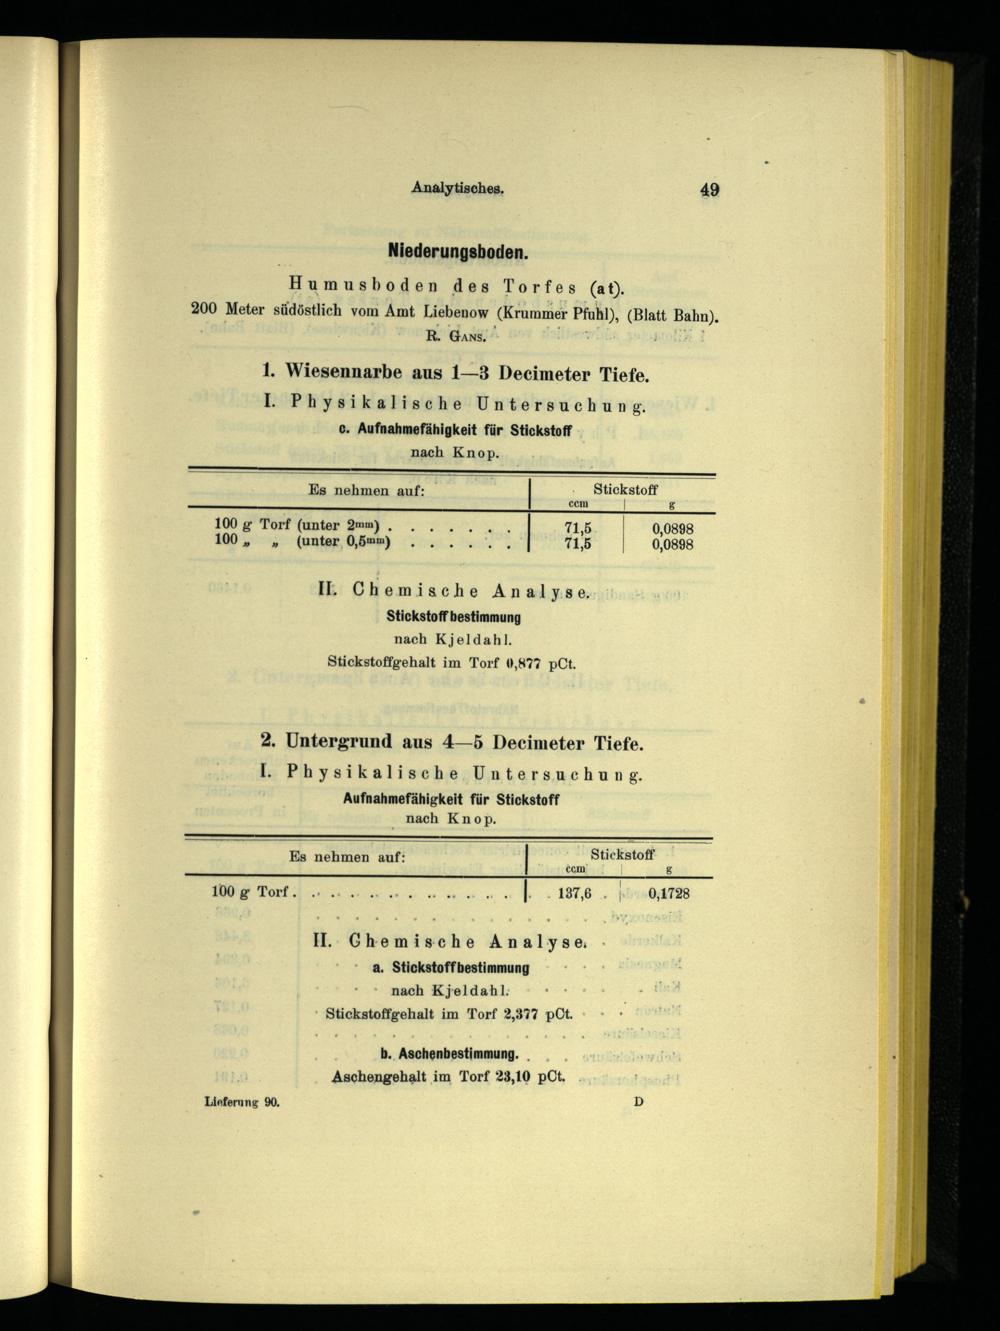 Analytisches. 49
Niederungsboden.
Humusboden des Torfes (at).
200 Meter südöstlich vom Amt Liebenow (Krummer Pfuhl), (Blatt Bahn).
R. Gans.
1. Wiesennarbe aus 1—3 Decimeter Tiefe.
I. Physikalische Untersuchung.
c. Aufnahmefähigkeit für Stickstoff
nach Knop.
Es nehmen auf: Stickstoff
ccm g
100 g Torf (unter 2mm) . . . . . . . 71,5 0,0898
100 „ „ (unter 0,5mm) . . . . . . 71,5 0,0898
II. Chemische Analyse.
Stickstoffbestimmung
nach Kjeldahl.
Stickstoffgehalt im Torf 0,877 pCt.
2. Untergrund aus 4—5 Decimeter Tiefe.
I. Physikalische Untersuchung.
Aufnahmefähigkeit für Stickstoff
nach Knop.
Es nehmen auf: Stickstoff
ccm g
100 g Torf . . . . . . . . . . . . . 137,6 0,1728
II. Chemische Analyse.
a. Stickstoffbestimmung
nach Kjeldahl.
Stickstoffgehalt im Torf 2,377 pCt.
b. Aschenbestimmung.
Aschengehalt im Torf 23,10 pCt.
Lieferung 90. D